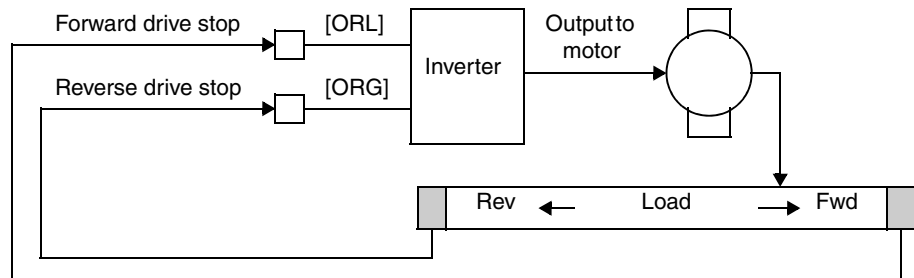 Forward drive stop
[ORL]
Output to
motor
Inverter
Reverse drive stop
[ORG]
Rev
Load
Fwd